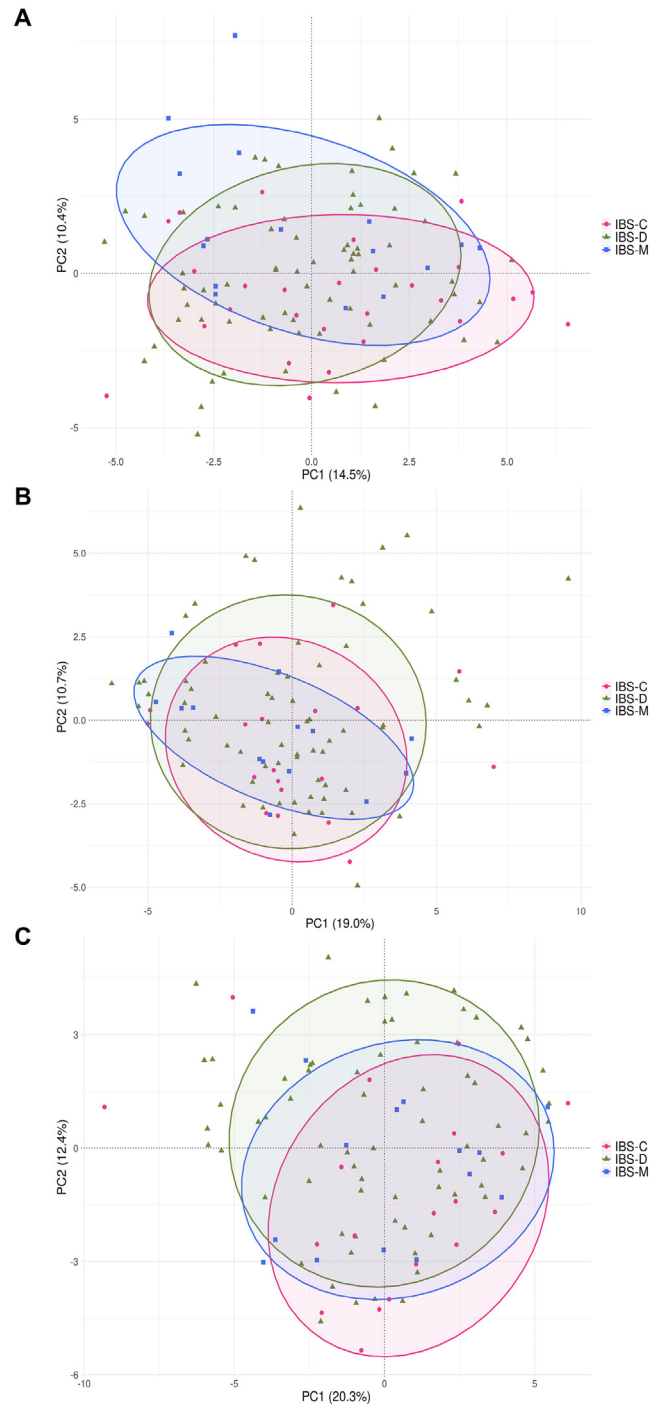 A
5
0
-5
PC2 (10.4%)
-5.0
-2.5
0.0
2.5
5.0
PC1 (14.5%)
IBS-C
IBS-D
IBS-M
B
5.0
2.5
0.0
-2.5
-5.0
PC2 (10.7%)
-5
0
5
10
PC1 (19.0%)
IBS-C
IBS-D
IBS-M
C
3
0
-3
-6
PC2 (12.4%)
-10
-5
0
5
PC1 (20.3%)
IBS-C
IBS-D
IBS-M